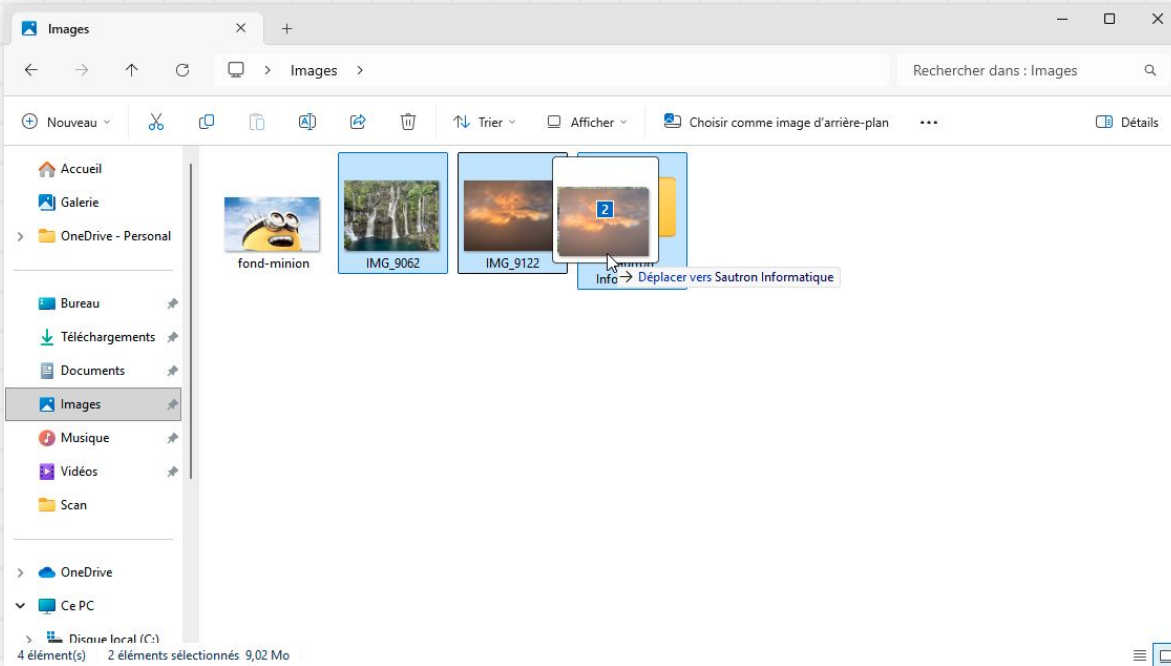 Images
Images
Rechercher dans : Images
Nouveau
Trier
Afficher
Choisir comme image d'arrière-plan
Détails
Accueil
Galerie
OneDrive - Personal
Bureau
Téléchargements
Documents
Images
Musique
Vidéos
Scan
OneDrive
Ce PC
Disque local (C:)
fond-minion
IMG_9062
IMG_9122
2
Déplacer vers Sautron Informatique
4 élément(s) 2 éléments sélectionnés 9,02 Mo